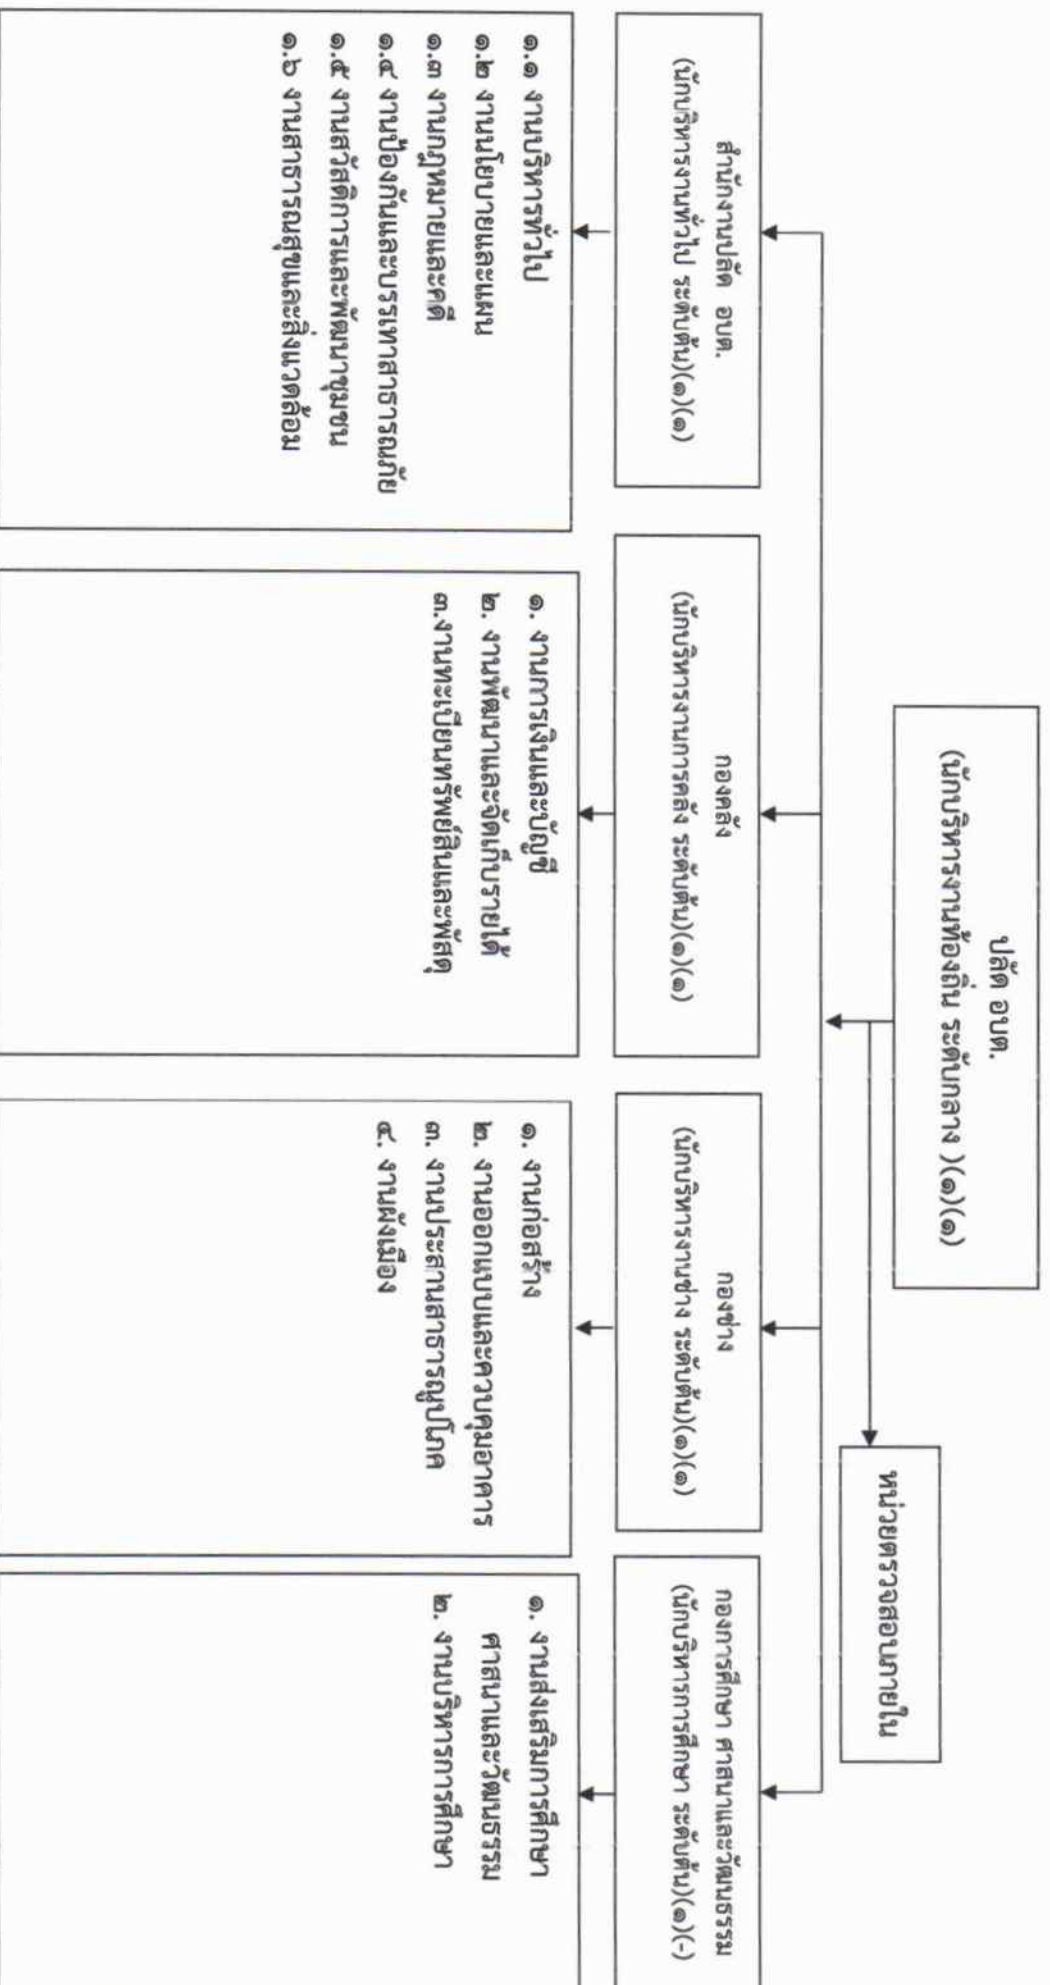 ปลัด อบต.
(นักบริหารงานท้องถิ่น ระดับกลาง )(๑)(๑)
หน่วยตรวจสอบภายใน
สำนักงานปลัด อบต.
(นักบริหารงานทั่วไป ระดับต้น)(๑)(๑)
กองคลัง
(นักบริหารงานการคลัง ระดับต้น)(๑)(๑)
กองช่าง
(นักบริหารงานช่าง ระดับต้น)(๑)(๑)
กองการศึกษา ศาสนาและวัฒนธรรม
(นักบริหารการศึกษา ระดับต้น)(๑)(-)
๑.๑ งานบริหารทั่วไป
๑.๒ งานนโยบายและแผน
๑.๓ งานกฎหมายและคดี
๑.๔ งานป้องกันและบรรเทาสาธารณภัย
๑.๕ งานสวัสดิการและพัฒนาชุมชน
๑.๖ งานสาธารณสุขและสิ่งแวดล้อม
๑. งานการเงินและบัญชี
๒. งานพัฒนาและจัดเก็บรายได้
๓.งานทะเบียนทรัพย์สินและพัสดุ
๑. งานก่อสร้าง
๒. งานออกแบบและควบคุมอาคาร
๓. งานประสานสาธารณูปโภค
๔. งานผังเมือง
๑. งานส่งเสริมการศึกษา
ศาสนาและวัฒนธรรม
๒. งานบริหารการศึกษา